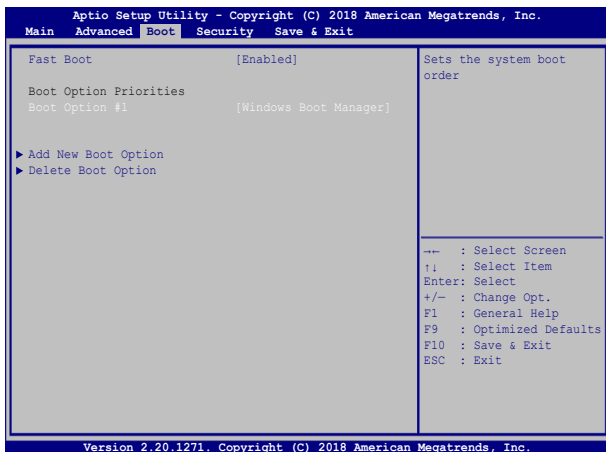 Aptio Setup Utility - Copyright (C) 2018 American Megatrends, Inc.
Main Advanced Boot Security Save & Exit
Fast Boot [Enabled]
Boot Option Priorities
Boot Option #1 [Windows Boot Manager]
▶ Add New Boot Option
▶ Delete Boot Option
Sets the system boot
order
→← : Select Screen
↑↓ : Select Item
Enter: Select
+/— : Change Opt.
F1 : General Help
F9 : Optimized Defaults
F10 : Save & Exit
ESC : Exit
Version 2.20.1271. Copyright (C) 2018 American Megatrends, Inc.